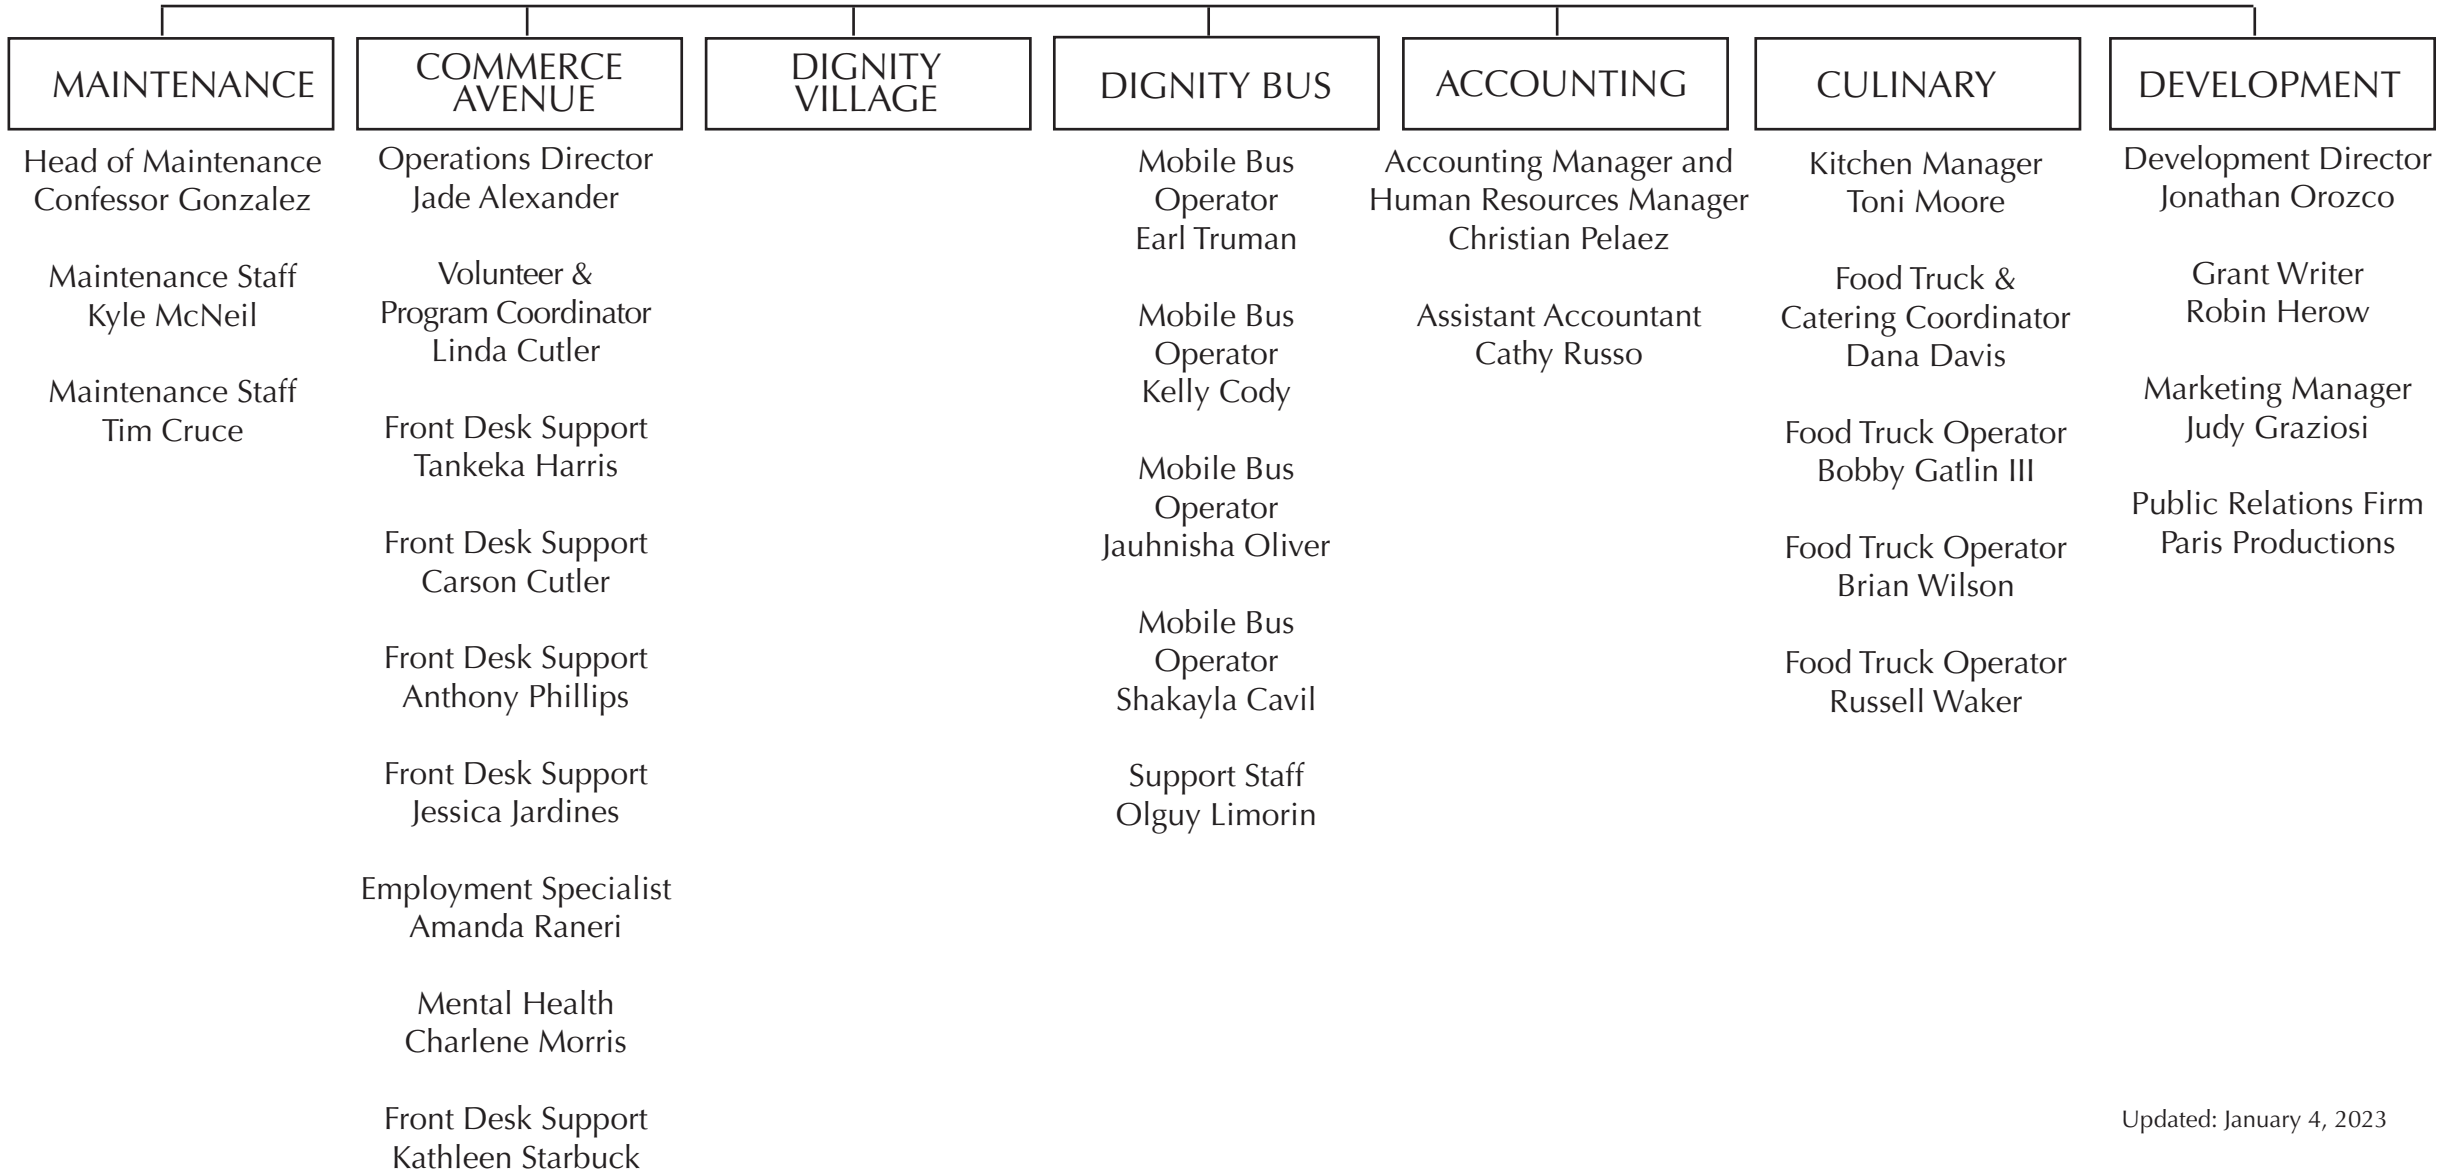 MAINTENANCE
Head of Maintenance
Confessor Gonzalez
Maintenance Staff
Kyle McNeil
Maintenance Staff
Tim Cruce
COMMERCE
AVENUE
Operations Director
Jade Alexander
Volunteer &
Program Coordinator
Linda Cutler
Front Desk Support
Tankeka Harris
Front Desk Support
Carson Cutler
Front Desk Support
Anthony Phillips
Front Desk Support
Jessica Jardines
Employment Specialist
Amanda Raneri
Mental Health
Charlene Morris
Front Desk Support
Kathleen Starbuck
DIGNITY
VILLAGE
DIGNITY BUS
Mobile Bus
Operator
Earl Truman
Mobile Bus
Operator
Kelly Cody
Mobile Bus
Operator
Jauhnisha Oliver
Mobile Bus
Operator
Shakayla Cavil
Support Staff
Olguy Limorin
ACCOUNTING
Accounting Manager and
Human Resources Manager
Christian Pelaez
Assistant Accountant
Cathy Russo
CULINARY
Kitchen Manager
Toni Moore
Food Truck &
Catering Coordinator
Dana Davis
Food Truck Operator
Bobby Gatlin III
Food Truck Operator
Brian Wilson
Food Truck Operator
Russell Waker
DEVELOPMENT
Development Director
Jonathan Orozco
Grant Writer
Robin Herow
Marketing Manager
Judy Graziosi
Public Relations Firm
Paris Productions
Updated: January 4, 2023